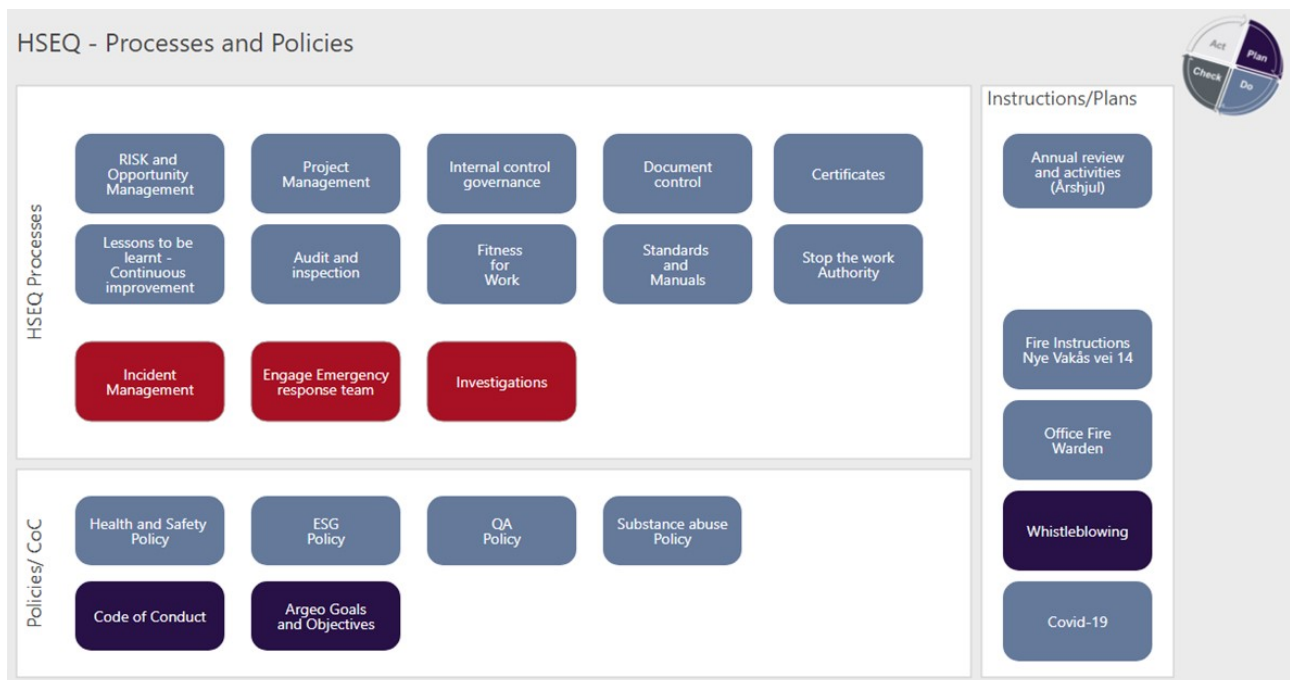 HSEQ - Processes and Policies
Act
Plan
Check
Do
HSEQ Processes
RISK and
Opportunity
Management
Project
Management
Internal control
governance
Document
control
Certificates
Lessons to be
learnt -
Continuous
improvement
Audit and
inspection
Fitness
for
Work
Standards
and
Manuals
Stop the work
Authority
Incident
Management
Engage Emergency
response team
Investigations
Policies/ CoC
Health and Safety
Policy
ESG
Policy
QA
Policy
Substance abuse
Policy
Code of Conduct
Argeo Goals
and Objectives
Instructions/Plans
Annual review
and activities
(Årshjul)
Fire Instructions
Nye Vakås vei 14
Office Fire
Warden
Whistleblowing
Covid-19